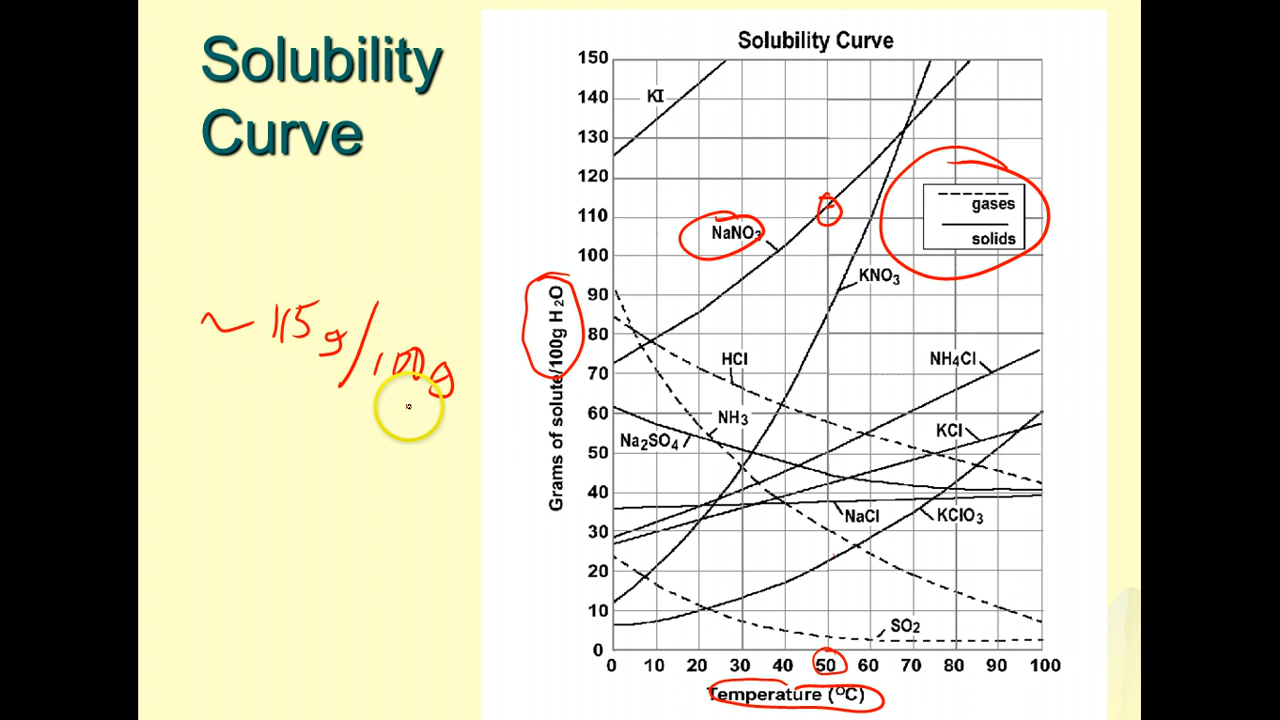 Solubility
Curve
~ 115 g/100g
Solubility Curve
Grams of solute/100g H2O
150
140
130
120
110
100
90
80
70
60
50
40
30
20
10
0
KI
NaNO3
gases
solids
KNO3
HCl
NH4Cl
NH3
KCl
Na2SO4
NaCl
KClO3
SO2
0 10 20 30 40 50 60 70 80 90 100
Temperature (°C)